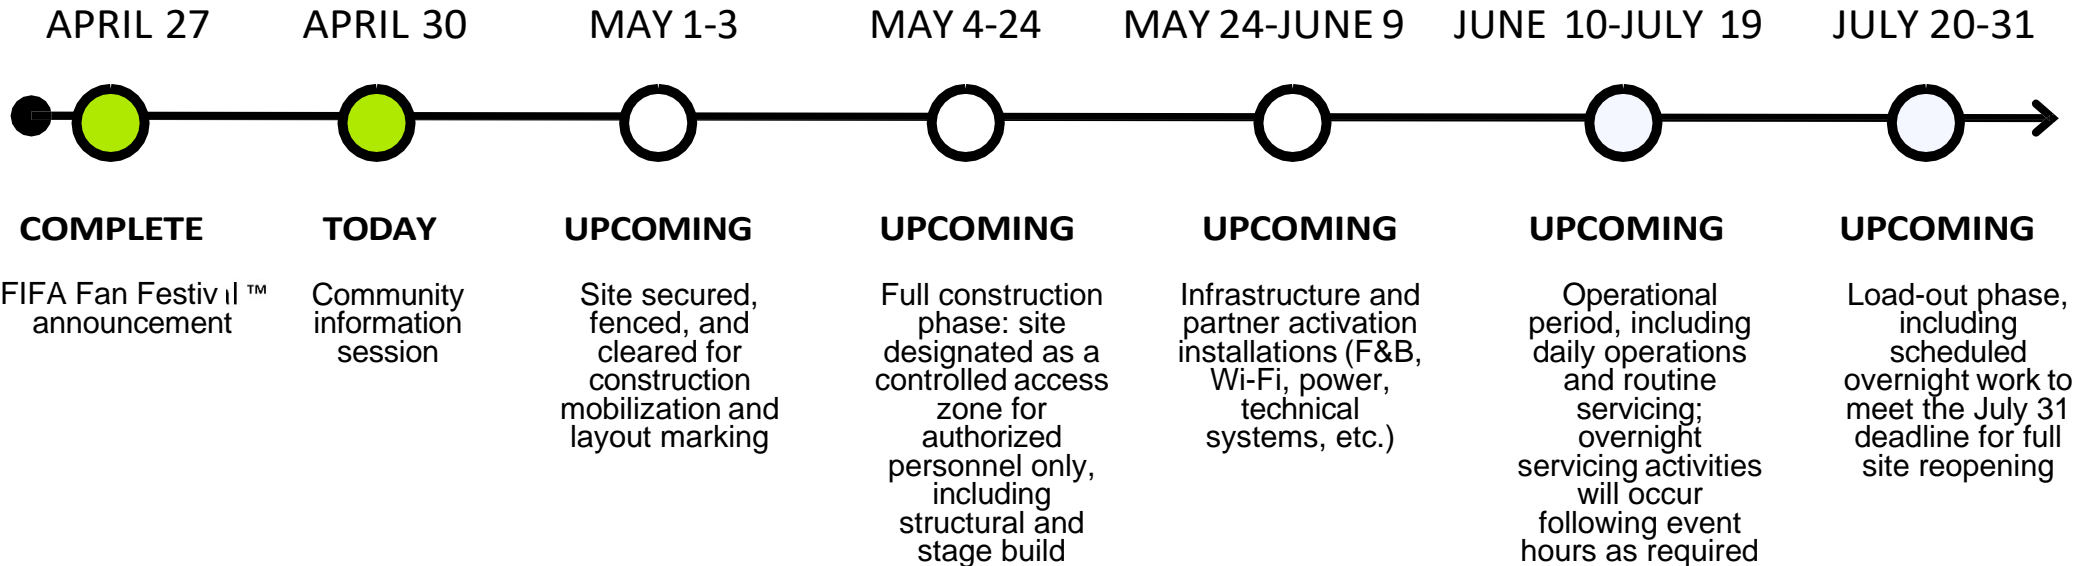 APRIL 27
APRIL 30
MAY 1-3
MAY 4-24
MAY 24-JUNE 9
JUNE 10-JULY 19
JULY 20-31
COMPLETE
TODAY
UPCOMING
UPCOMING
UPCOMING
UPCOMING
UPCOMING
FIFA Fan Festival™
announcement
Community
information
session
Site secured,
fenced, and
cleared for
construction
mobilization and
layout marking
Full construction
phase: site
designated as a
controlled access
zone for
authorized
personnel only,
including
structural and
stage build
Infrastructure and
partner activation
installations (F&B,
Wi-Fi, power,
technical
systems, etc.)
Operational
period, including
daily operations
and routine
servicing;
overnight
servicing activities
will occur
following event
hours as required
Load-out phase,
including
scheduled
overnight work to
meet the July 31
deadline for full
site reopening